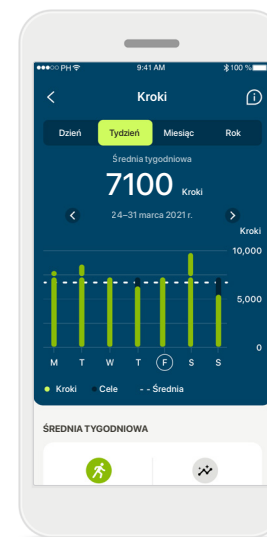 PH 9:41 AM 100 %
Kroki
Dzień Tydzień Miesiąc Rok
Średnia tygodniowa
7100 Kroki
24–31 marca 2021 r.
Kroki
10,000
5,000
0
M T W T F S S
Kroki Cele - - Średnia
ŚREDNIA TYGODNIOWA